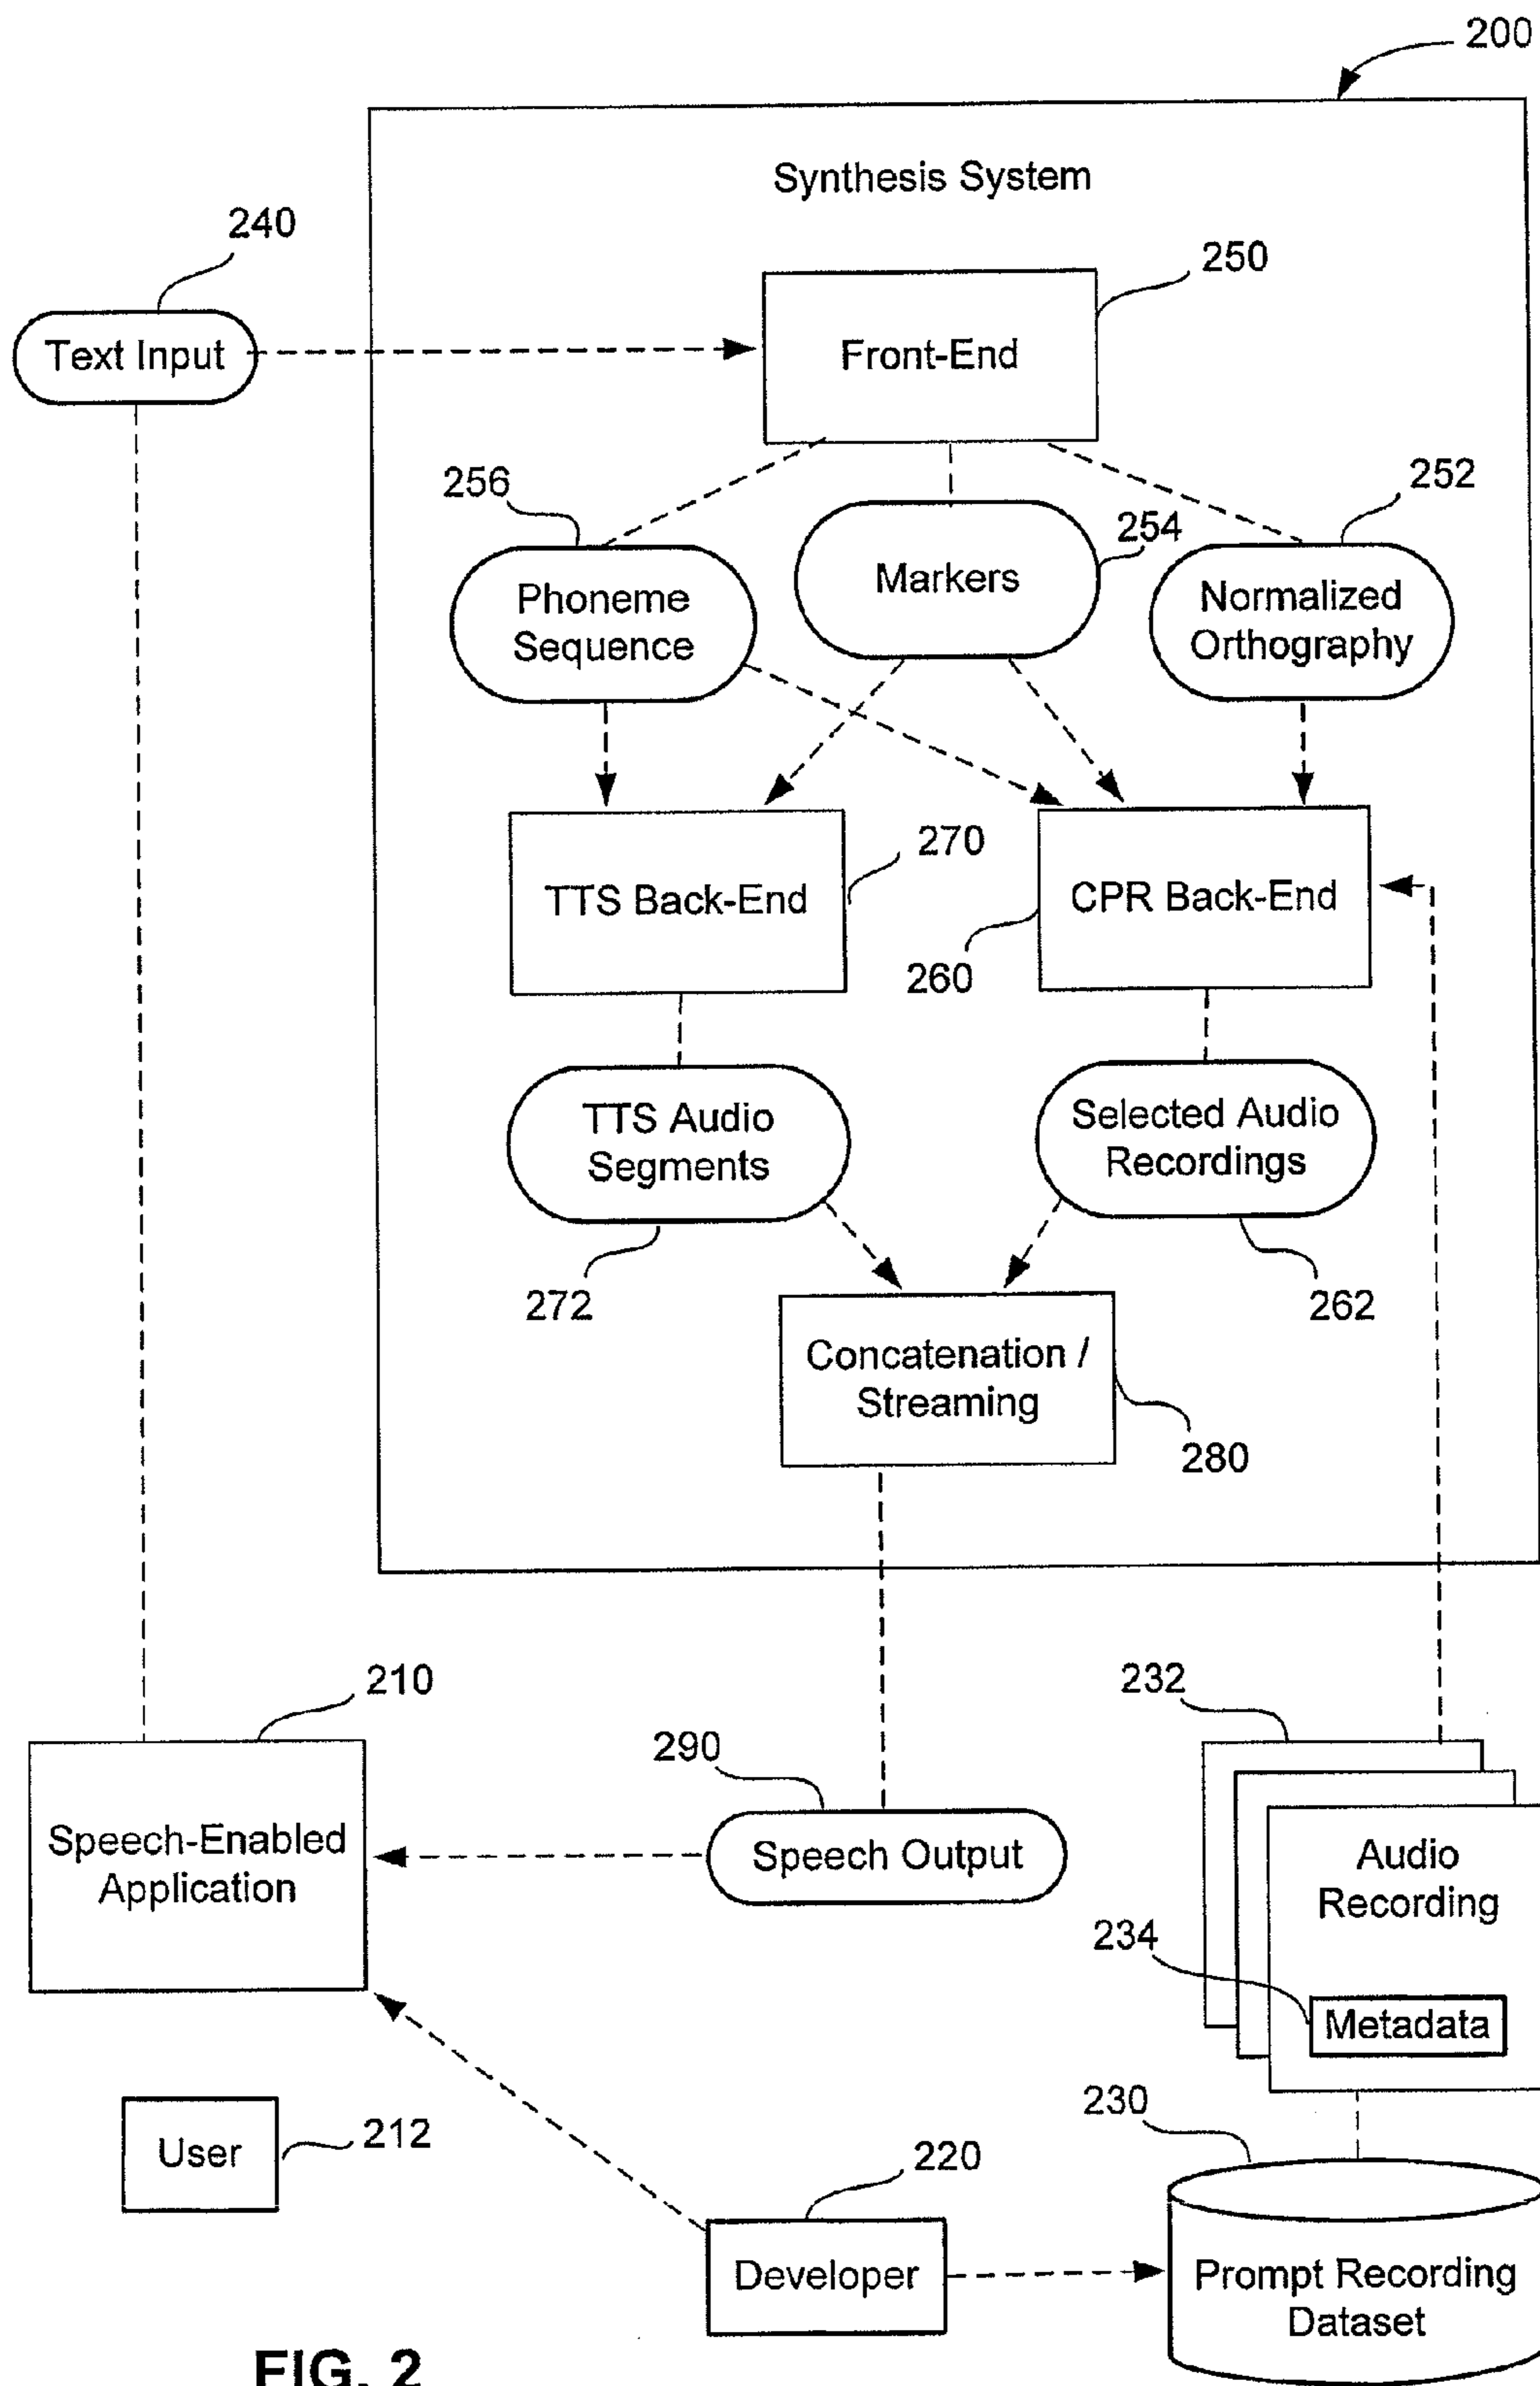 200
Synthesis System
240
250
Text Input
Front-End
256
252
254
Phoneme
Sequence
Markers
Normalized
Orthography
270
TTS Back-End
CPR Back-End
260
TTS Audio
Segments
Selected Audio
Recordings
272
262
Concatenation /
Streaming
280
210
232
290
Speech-Enabled
Application
Speech Output
Audio
Recording
234
Metadata
230
User
212
220
Developer
Prompt Recording
Dataset
FIG. 2